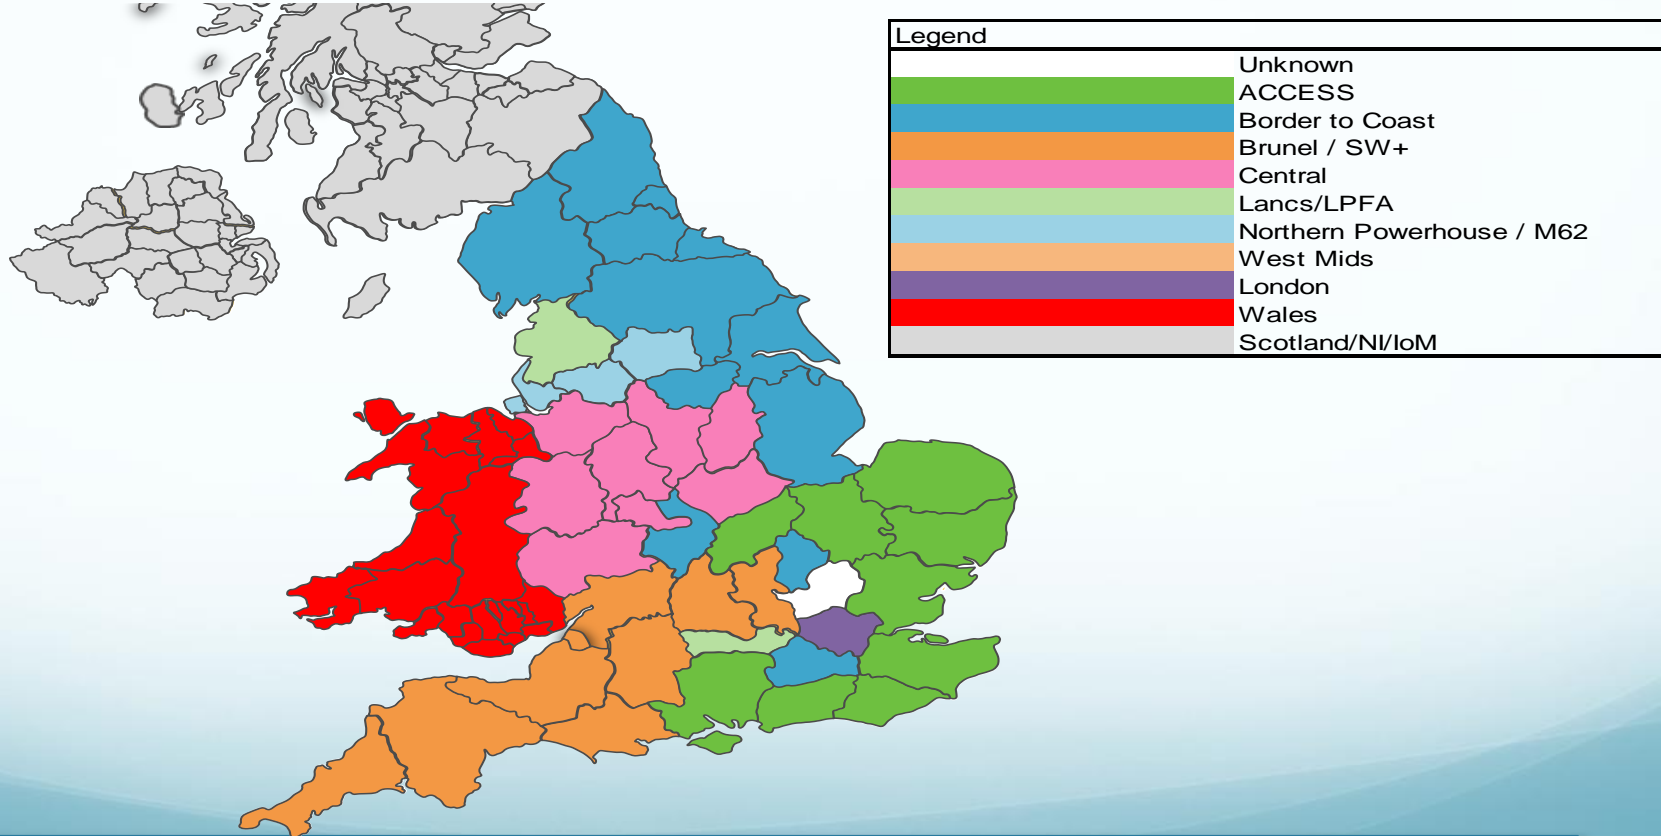 Legend
Unknown
ACCESS
Border to Coast
Brunel / SW+
Central
Lancs/LPFA
Northern Powerhouse / M62
West Mids
London
Wales
Scotland/NI/IoM